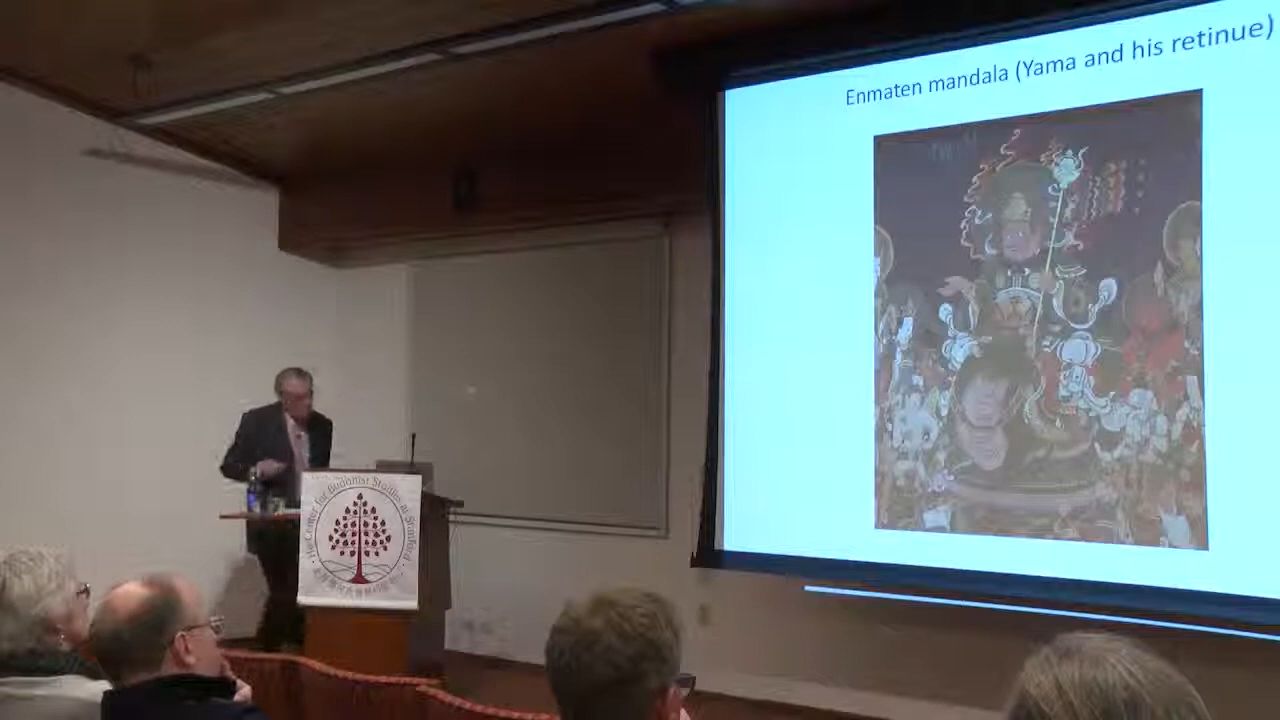 Enmaten mandala (Yama and his retinue)
The Center for Buddhist Studies at Stanford